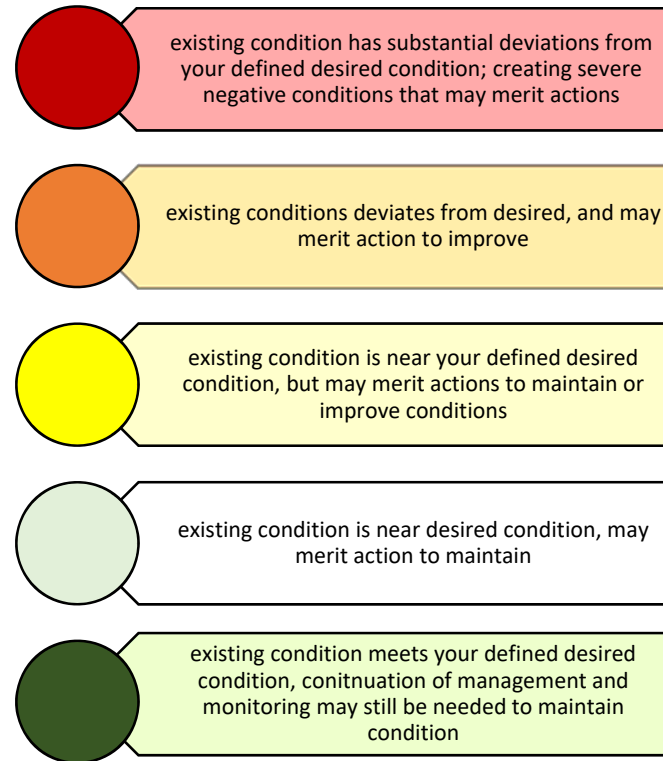 existing condition has substantial deviations from
your defined desired condition; creating severe
negative conditions that may merit actions
existing conditions deviates from desired, and may
merit action to improve
existing condition is near your defined desired
condition, but may merit actions to maintain or
improve conditions
existing condition is near desired condition, may
merit action to maintain
existing condition meets your defined desired
condition, conitnuation of management and
monitoring may still be needed to maintain
condition